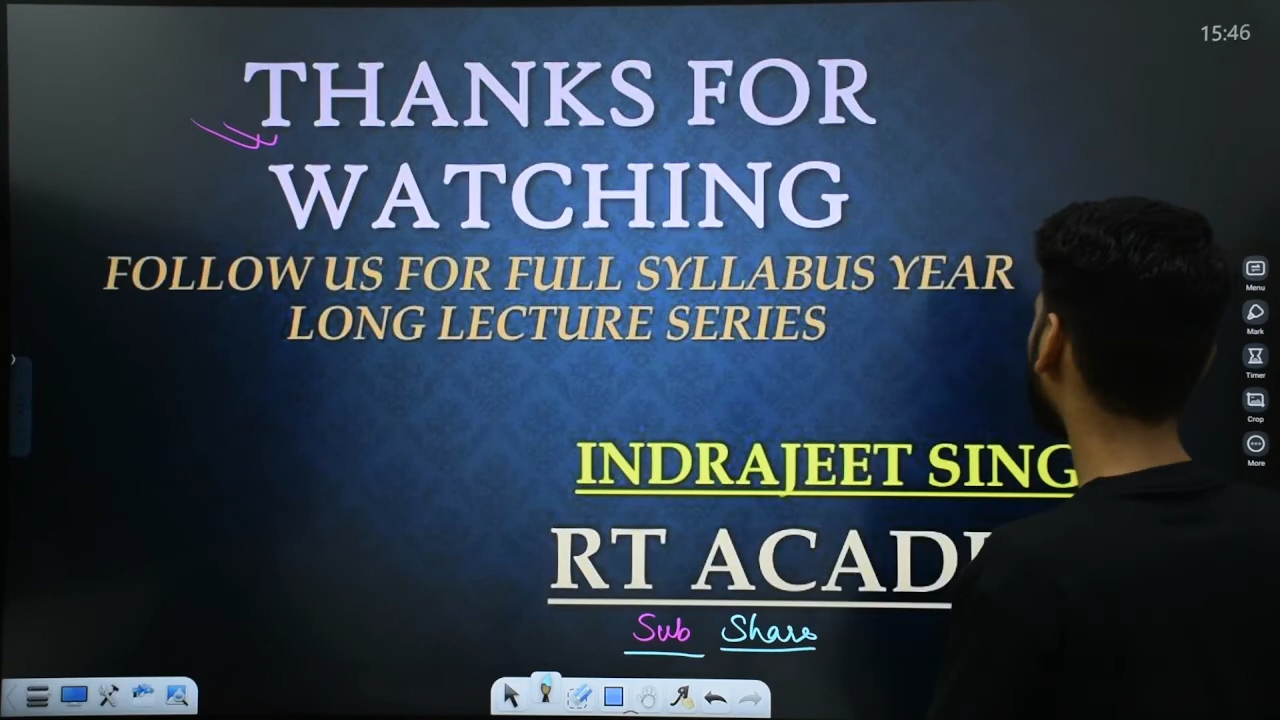 15:46
THANKS FOR
WATCHING
FOLLOW US FOR FULL SYLLABUS YEAR
LONG LECTURE SERIES
INDRAJEET SING
RT ACAD
Sub Share
Menu
Mark
Timer
Crop
More